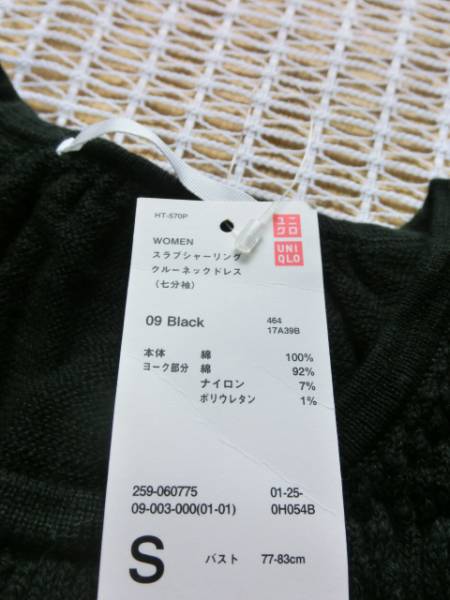 HT-570P
ユニ
クロ
UNI
QLO
WOMEN
スラブシャーリング
クルーネックドレス
(七分袖)
09 Black
464
17A39B
本体 綿 100%
ヨーク部分 綿 92%
ナイロン 7%
ポリウレタン 1%
259-060775 01-25-
09-003-000(01-01) 0H054B
S バスト 77-83cm